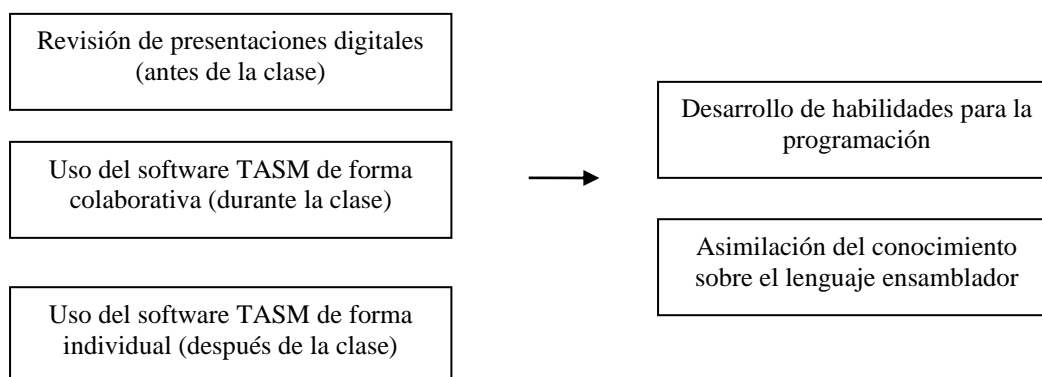 Revisión de presentaciones digitales
(antes de la clase)
Uso del software TASM de forma
colaborativa (durante la clase)
Uso del software TASM de forma
individual (después de la clase)
Desarrollo de habilidades para la
programación
Asimilación del conocimiento
sobre el lenguaje ensamblador